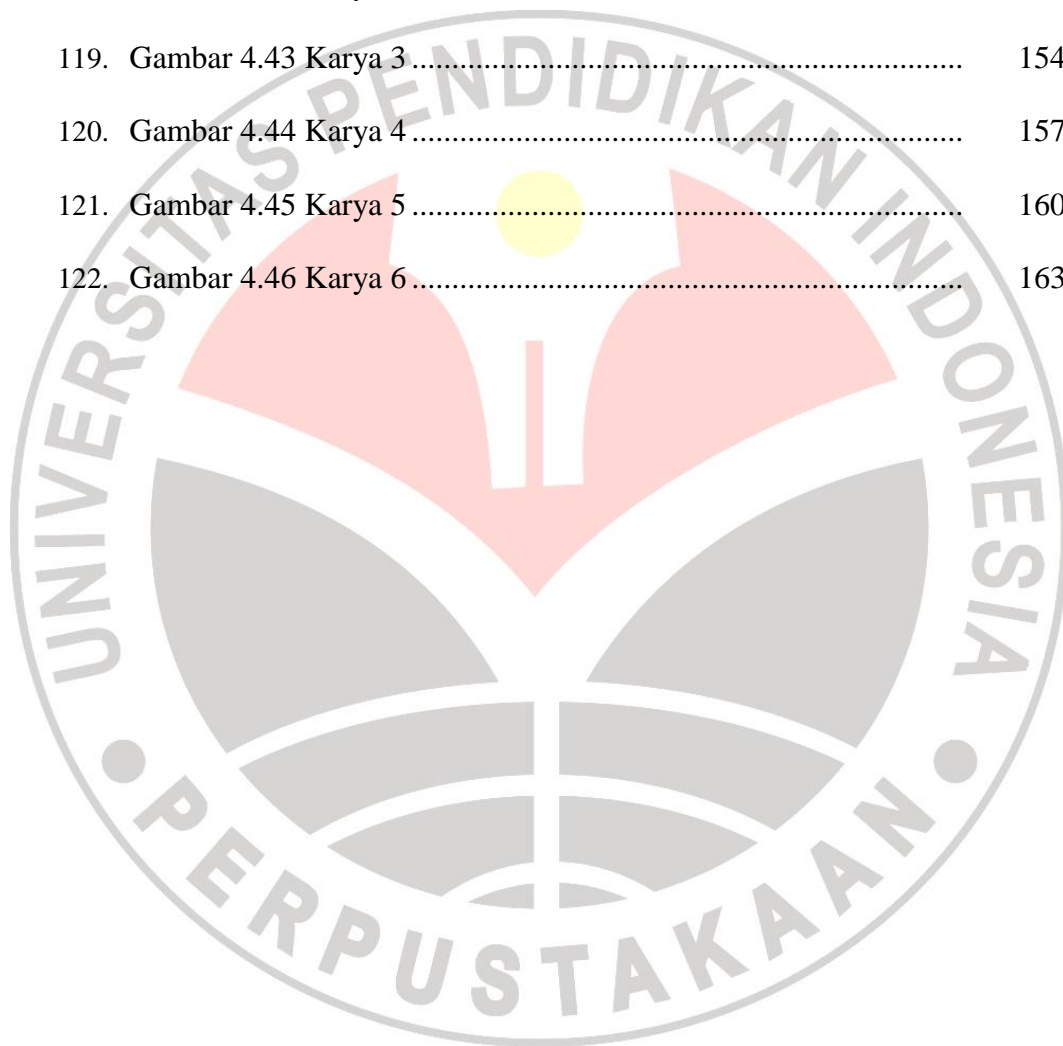 119. Gambar 4.43 Karya 3 ..................................................................... 154
120. Gambar 4.44 Karya 4 ..................................................................... 157
121. Gambar 4.45 Karya 5 ..................................................................... 160
122. Gambar 4.46 Karya 6 ..................................................................... 163
UNIVERSITAS PENDIDIKAN INDONESIA
PERPUSTAKAAN